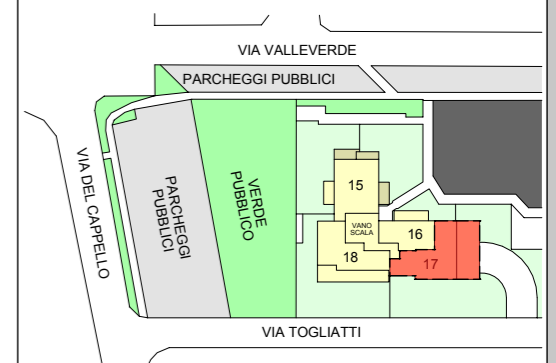 VIA VALLEVERDE
PARCHEGGI PUBBLICI
VIA DEL CAPPELLO
PARCHEGGI
PUBBLICI
VERDE
PUBBLICO
15
VANO
SCALA
16
18
17
VIA TOGLIATTI